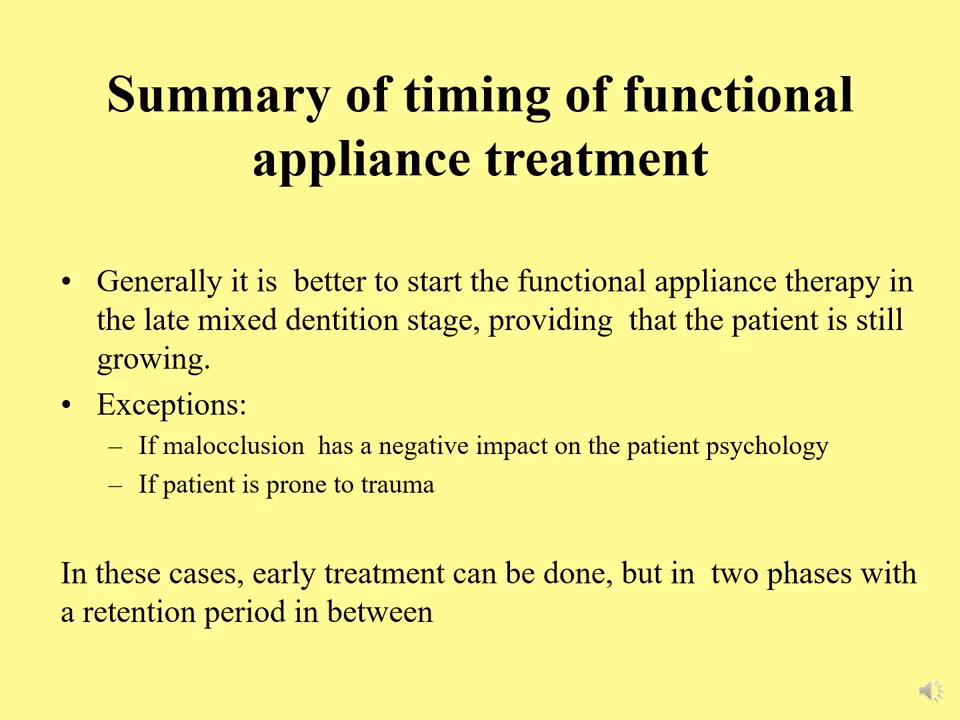 Summary of timing of functional
appliance treatment
• Generally it is  better to start the functional appliance therapy in
the late mixed dentition stage, providing  that the patient is still
growing.
• Exceptions:
– If malocclusion  has a negative impact on the patient psychology
– If patient is prone to trauma
In these cases, early treatment can be done, but in  two phases with
a retention period in between